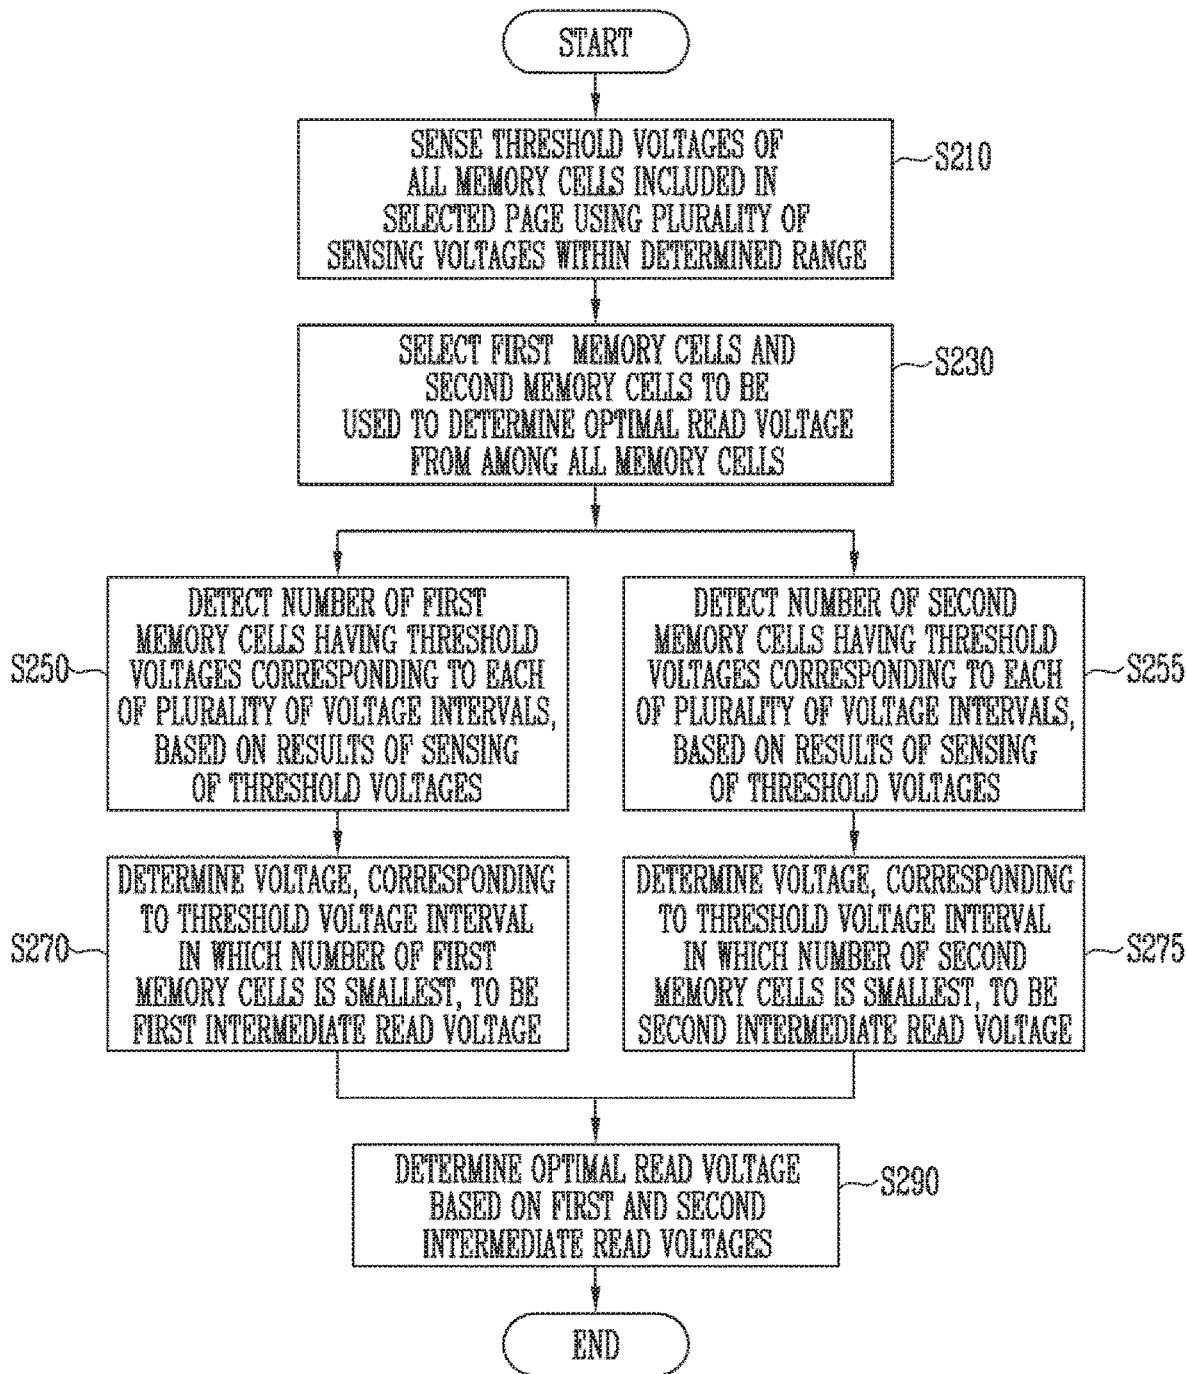 START
SENSE THRESHOLD VOLTAGES OF
ALL MEMORY CELLS INCLUDED IN
SELECTED PAGE USING PLURALITY OF
SENSING VOLTAGES WITHIN DETERMINED RANGE
S210
SELECT FIRST MEMORY CELLS AND
SECOND MEMORY CELLS TO BE
USED TO DETERMINE OPTIMAL READ VOLTAGE
FROM AMONG ALL MEMORY CELLS
S230
S250
DETECT NUMBER OF FIRST
MEMORY CELLS HAVING THRESHOLD
VOLTAGES CORRESPONDING TO EACH
OF PLURALITY OF VOLTAGE INTERVALS,
BASED ON RESULTS OF SENSING
OF THRESHOLD VOLTAGES
DETECT NUMBER OF SECOND
MEMORY CELLS HAVING THRESHOLD
VOLTAGES CORRESPONDING TO EACH
OF PLURALITY OF VOLTAGE INTERVALS,
BASED ON RESULTS OF SENSING
OF THRESHOLD VOLTAGES
S255
S270
DETERMINE VOLTAGE, CORRESPONDING
TO THRESHOLD VOLTAGE INTERVAL
IN WHICH NUMBER OF FIRST
MEMORY CELLS IS SMALLEST, TO BE
FIRST INTERMEDIATE READ VOLTAGE
DETERMINE VOLTAGE, CORRESPONDING
TO THRESHOLD VOLTAGE INTERVAL
IN WHICH NUMBER OF SECOND
MEMORY CELLS IS SMALLEST, TO BE
SECOND INTERMEDIATE READ VOLTAGE
S275
DETERMINE OPTIMAL READ VOLTAGE
BASED ON FIRST AND SECOND
INTERMEDIATE READ VOLTAGES
S290
END